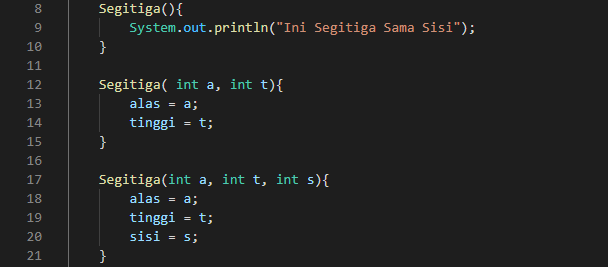 8 Segitiga(){
9 System.out.println("Ini Segitiga Sama Sisi");
10 }
11
12 Segitiga( int a, int t){
13 alas = a;
14 tinggi = t;
15 }
16
17 Segitiga(int a, int t, int s){
18 alas = a;
19 tinggi = t;
20 sisi = s;
21 }